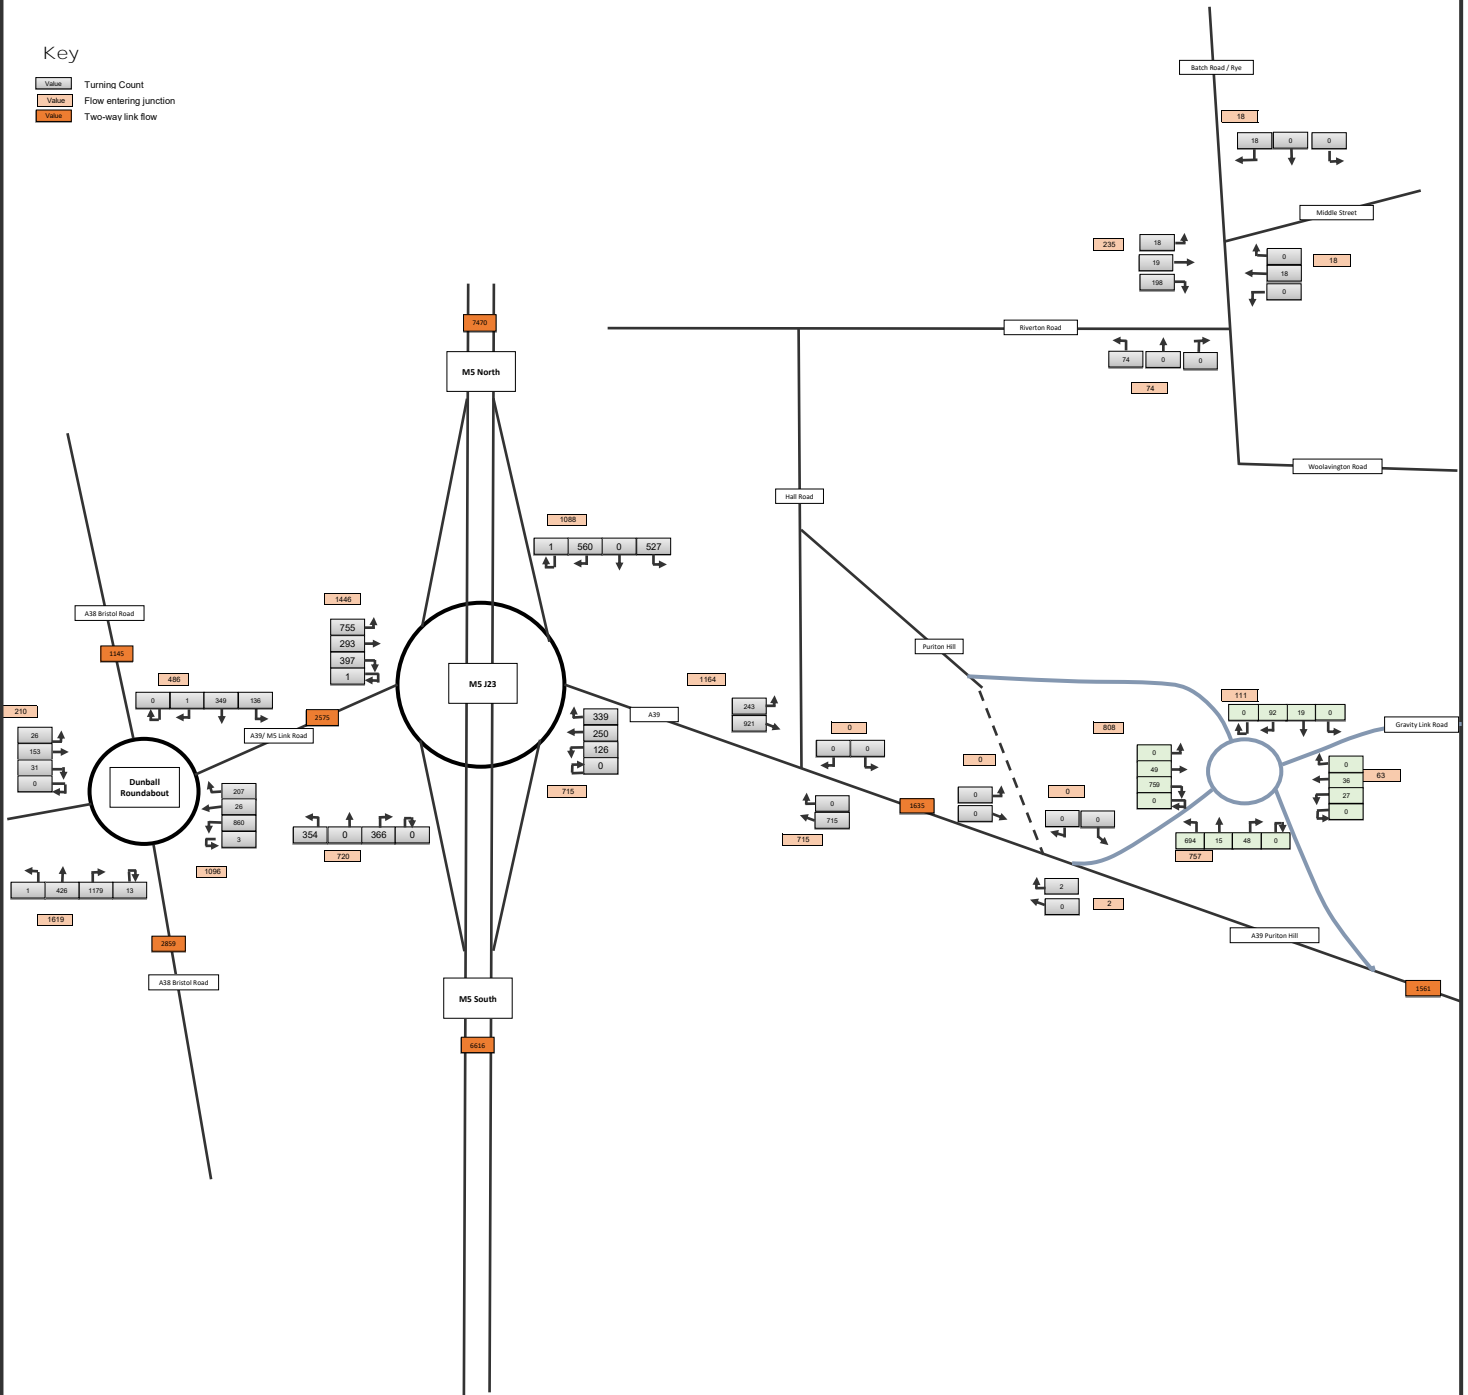 Key
Value Turning Count
Value Flow entering junction
Value Two-way link flow
Batch Road / Rye
18
18 0 0
Middle Street
235
18
19
198
0
18
0
18
7470
Riverton Road
M5 North
74 0 0
74
Woolavington Road
Hall Road
1088
1 560 0 527
1446
755
293
397
1
A38 Bristol Road
1145
Puriton Hill
M5 J23
486
0 1 349 136
2575
A39/ M5 Link Road
1164
A39
243
921
339
250
126
0
715
210
26
153
31
0
Dunball
Roundabout
207
26
860
3
1096
354 0 366 0
720
1 426 1179 13
1619
2859
A38 Bristol Road
0
0 0
0
715
715
1635
0
0
0
0
0 0
2
0
2
808
0
49
759
0
111
0 92 19 0
Gravity Link Road
0
36
27
0
63
694 15 48 0
757
A39 Puriton Hill
1561
M5 South
6616